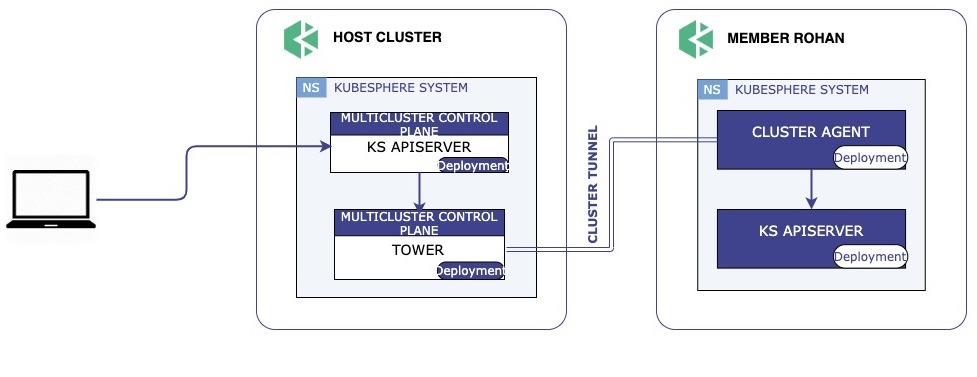 HOST CLUSTER
NS KUBESPHERE SYSTEM
MULTICLUSTER CONTROL
PLANE
KS APISERVER
Deployment
MULTICLUSTER CONTROL
PLANE
TOWER
Deployment
CLUSTER TUNNEL
MEMBER ROHAN
NS KUBESPHERE SYSTEM
CLUSTER AGENT
Deployment
KS APISERVER
Deployment